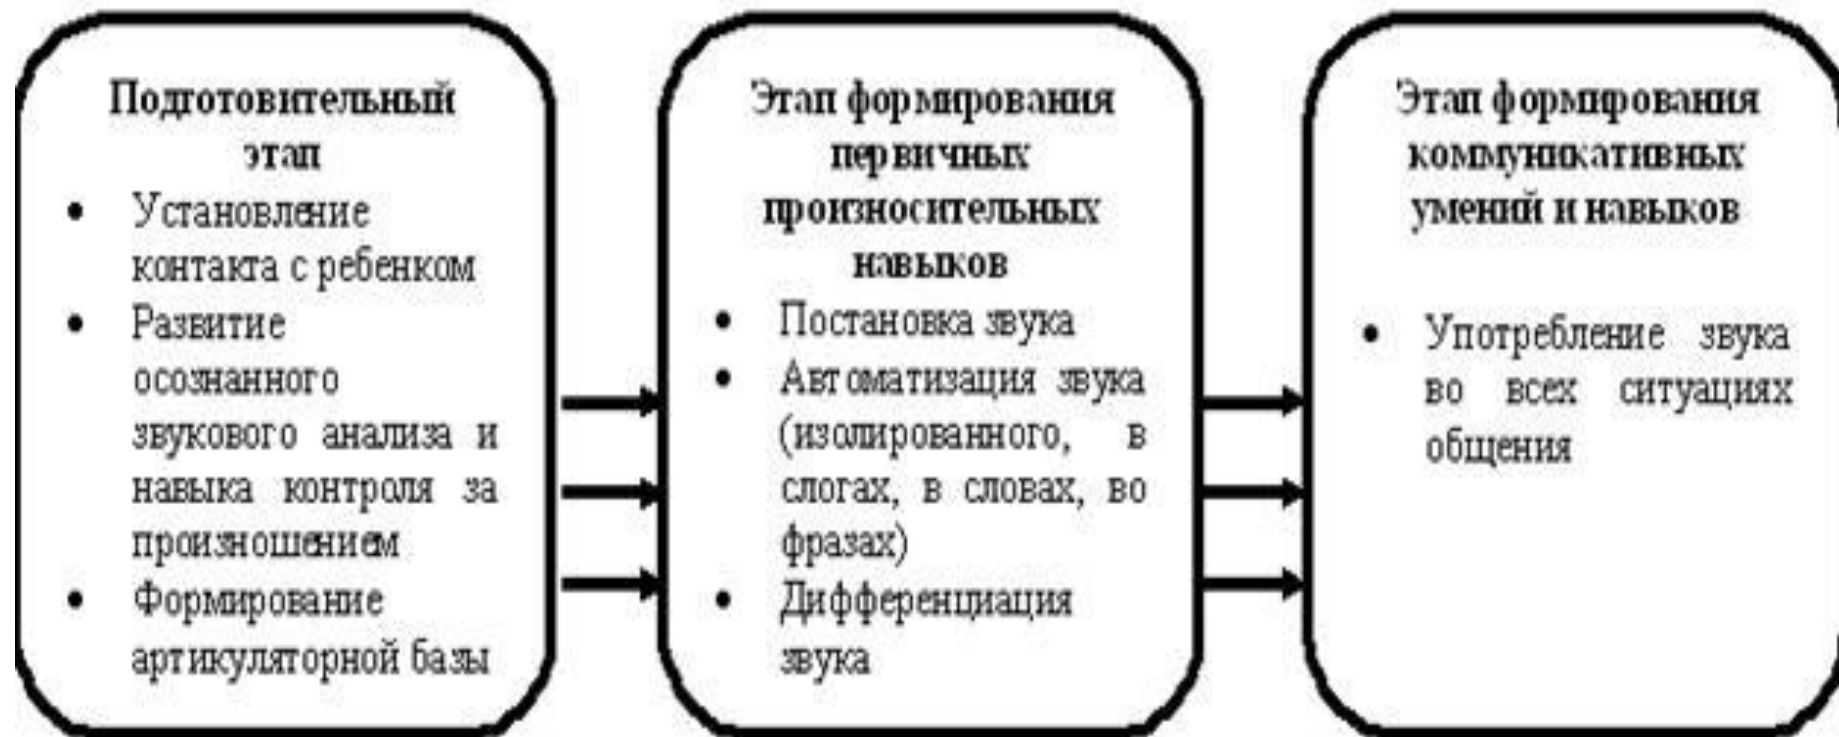 Подготовительный
этап
• Установление
контакта с ребенком
• Развитие
осознанного
звукового анализа и
навыка контроля за
произношением
• Формирование
артикуляторной базы
Этап формирования
первичных
произносительных
навыков
• Постановка звука
• Автоматизация звука
(изолированного, в
слогах, в словах, во
фразах)
• Дифференциация
звука
Этап формирования
коммуникативных
умений и навыков
• Употребление звука
во всех ситуациях
общения